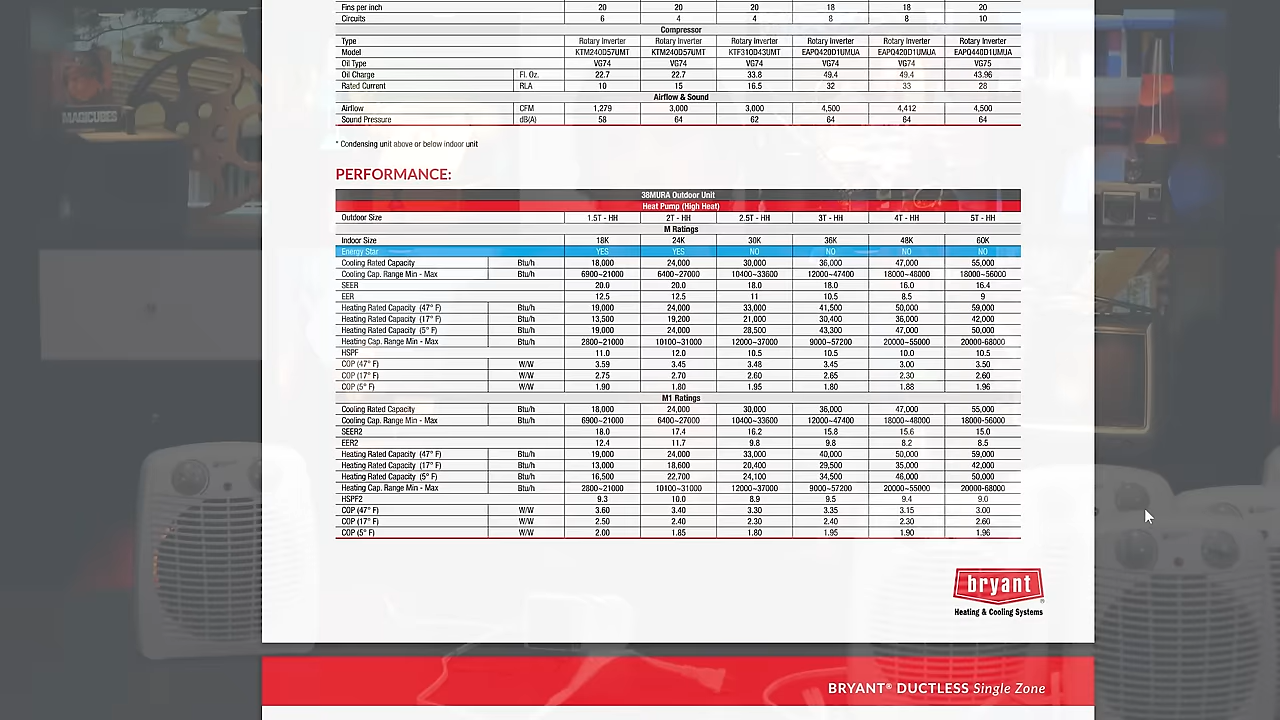 Fins per inch 20 20 20 18 18 20
Circuits 6 4 4 8 8 10
Compressor
Type Rotary Inverter Rotary Inverter Rotary Inverter Rotary Inverter Rotary Inverter Rotary Inverter
Model KTM240D57UMT KTM240D57UMT KTF310D43UMT EAPQ420D1UMUA EAPQ420D1UMUA EAPQ440D1UMUA
Oil Type VG74 VG74 VG74 VG74 VG74 VG75
Oil Charge Fl. Oz. 22.7 22.7 33.8 49.4 49.4 43.96
Rated Current RLA 10 15 16.5 32 33 28
Airflow & Sound
Airflow CFM 1,279 3,000 3,000 4,500 4,412 4,500
Sound Pressure dB(A) 58 64 62 64 64 64
MAGICUBES
* Condensing unit above or below indoor unit
PERFORMANCE:
38MURA Outdoor Unit
Heat Pump (High Heat)
Outdoor Size 1.5T - HH 2T - HH 2.5T - HH 3T - HH 4T - HH 5T - HH
M Ratings
Indoor Size 18K 24K 30K 36K 48K 60K
Energy Star YES YES NO NO NO NO
Cooling Rated Capacity Btu/h 18,000 24,000 30,000 36,000 47,000 55,000
Cooling Cap. Range Min - Max Btu/h 6900~21000 6400~27000 10400~33600 12000~47400 18000~48000 18000~56000
SEER 20.0 20.0 18.0 18.0 16.0 16.4
EER 12.5 12.5 11 10.5 8.5 9
Heating Rated Capacity (47° F) Btu/h 19,000 24,000 33,000 41,500 50,000 59,000
Heating Rated Capacity (17° F) Btu/h 13,500 19,200 21,000 30,400 36,000 42,000
Heating Rated Capacity (5° F) Btu/h 19,000 24,000 28,500 43,300 47,000 50,000
Heating Cap. Range Min - Max Btu/h 2800~21000 10100~31000 12000~37000 9000~57200 20000~55000 20000-68000
HSPF 11.0 12.0 10.5 10.5 10.0 10.5
COP (47° F) W/W 3.59 3.45 3.48 3.45 3.00 3.50
COP (17° F) W/W 2.75 2.70 2.60 2.65 2.30 2.60
COP (5° F) W/W 1.90 1.80 1.95 1.80 1.88 1.96
M1 Ratings
Cooling Rated Capacity Btu/h 18,000 24,000 30,000 36,000 47,000 55,000
Cooling Cap. Range Min - Max Btu/h 6900~21000 6400~27000 10400~33600 12000~47400 18000~48000 18000-56000
SEER2 18.0 17.4 16.2 15.8 15.6 15.0
EER2 12.4 11.7 9.8 9.8 8.2 8.5
Heating Rated Capacity (47° F) Btu/h 19,000 24,000 33,000 40,000 50,000 59,000
Heating Rated Capacity (17° F) Btu/h 13,000 18,600 20,400 29,500 35,000 42,000
Heating Rated Capacity (5° F) Btu/h 16,500 22,700 24,100 34,500 46,000 50,000
Heating Cap. Range Min - Max Btu/h 2800~21000 10100~31000 12000~37000 9000~57200 20000~55000 20000-68000
HSPF2 9.3 10.0 8.9 9.5 9.4 9.0
COP (47° F) W/W 3.60 3.40 3.30 3.35 3.15 3.00
COP (17° F) W/W 2.50 2.40 2.30 2.40 2.30 2.60
COP (5° F) W/W 2.00 1.85 1.80 1.95 1.90 1.96
bryant
Heating & Cooling Systems
BRYANT® DUCTLESS Single Zone